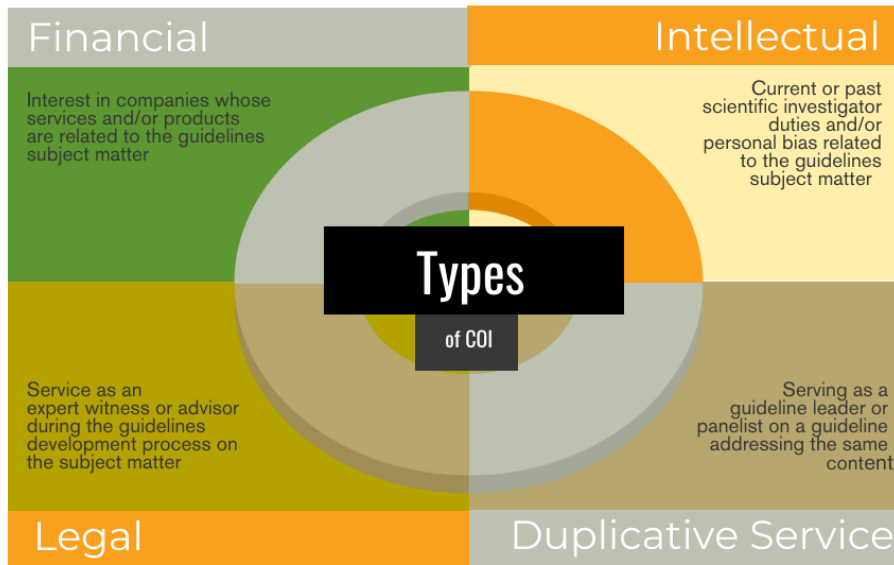 Financial
Interest in companies whose
services and/or products
are related to the guidelines
subject matter
Intellectual
Current or past
scientific investigator
duties and/or
personal bias related
to the guidelines
subject matter
Types
of COI
Service as an
expert witness or advisor
during the guidelines
development process on
the subject matter
Legal
Serving as a
guideline leader or
panelist on a guideline
addressing the same
content
Duplicative Service